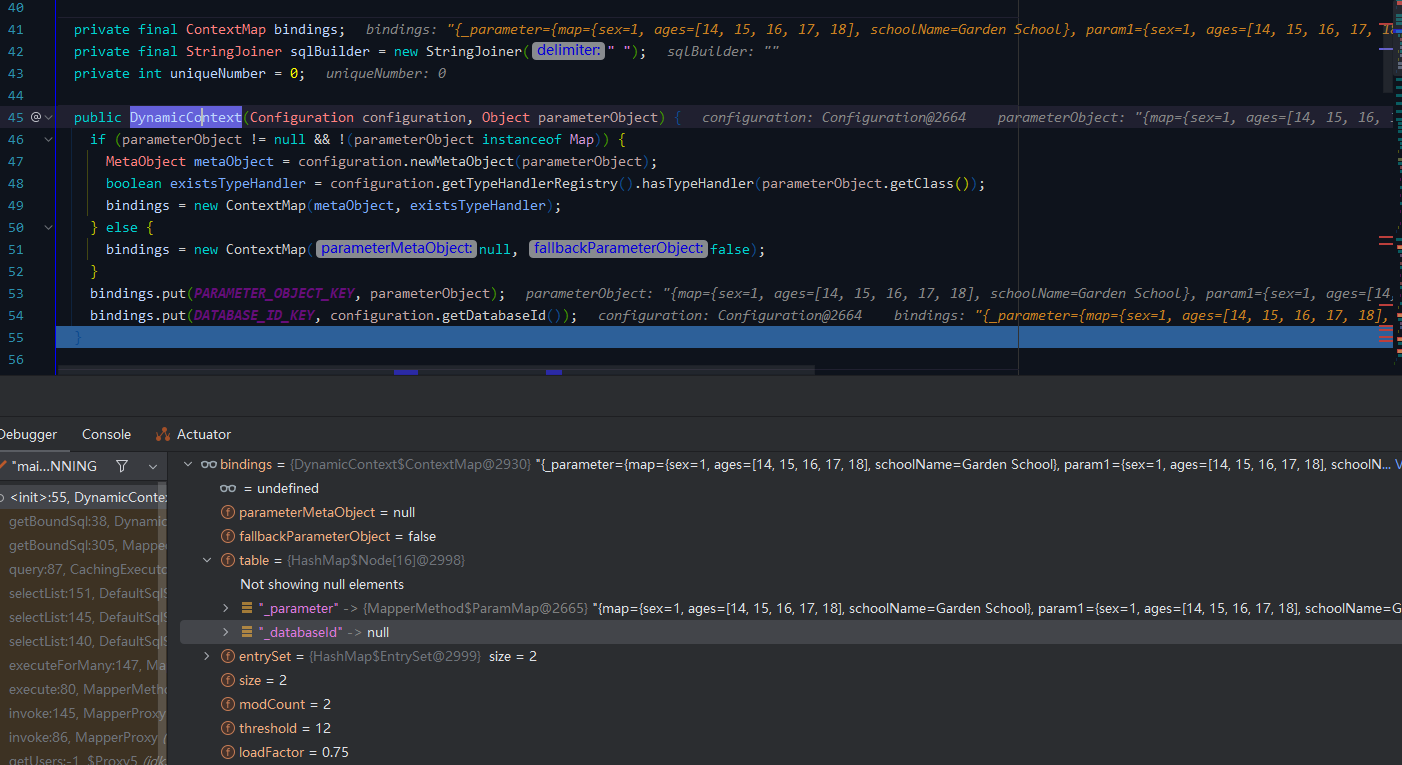 40
41 private final ContextMap bindings; bindings: "{_parameter={map={sex=1, ages=[14, 15, 16, 17, 18], schoolName=Garden School}, param1={sex=1, ages=[14, 15, 16, 17, 18
42 private final StringJoiner sqlBuilder = new StringJoiner( delimiter: " "); sqlBuilder: ""
43 private int uniqueNumber = 0; uniqueNumber: 0
44
45 @ public DynamicContext(Configuration configuration, Object parameterObject) { configuration: Configuration@2664 parameterObject: "{map={sex=1, ages=[14, 15, 16,
46 if (parameterObject != null && !(parameterObject instanceof Map)) {
47 MetaObject metaObject = configuration.newMetaObject(parameterObject);
48 boolean existsTypeHandler = configuration.getTypeHandlerRegistry().hasTypeHandler(parameterObject.getClass());
49 bindings = new ContextMap(metaObject, existsTypeHandler);
50 } else {
51 bindings = new ContextMap( parameterMetaObject: null, fallbackParameterObject: false);
52 }
53 bindings.put(PARAMETER_OBJECT_KEY, parameterObject); parameterObject: "{map={sex=1, ages=[14, 15, 16, 17, 18], schoolName=Garden School}, param1={sex=1, ages=[14,
54 bindings.put(DATABASE_ID_KEY, configuration.getDatabaseId()); configuration: Configuration@2664 bindings: "{_parameter={map={sex=1, ages=[14, 15, 16, 17, 18],
55 }
56
Debugger Console Actuator
"mai...NNING
<init>:55, DynamicConte
getBoundSql:38, Dynamic
getBoundSql:305, Mappe
query:87, CachingExecuto
selectList:151, DefaultSqlS
selectList:145, DefaultSqlS
selectList:140, DefaultSqlS
executeForMany:147, Ma
execute:80, MapperMetho
invoke:145, MapperProxy
invoke:86, MapperProxy (
getUsers:-1, $Proxy5 (jdk
bindings = {DynamicContext$ContextMap@2930} "{_parameter={map={sex=1, ages=[14, 15, 16, 17, 18], schoolName=Garden School}, param1={sex=1, ages=[14, 15, 16, 17, 18], schoolN... V
= undefined
parameterMetaObject = null
fallbackParameterObject = false
table = {HashMap$Node[16]@2998}
Not showing null elements
"_parameter" -> {MapperMethod$ParamMap@2665} "{map={sex=1, ages=[14, 15, 16, 17, 18], schoolName=Garden School}, param1={sex=1, ages=[14, 15, 16, 17, 18], schoolName=G
"_databaseId" -> null
entrySet = {HashMap$EntrySet@2999} size = 2
size = 2
modCount = 2
threshold = 12
loadFactor = 0.75